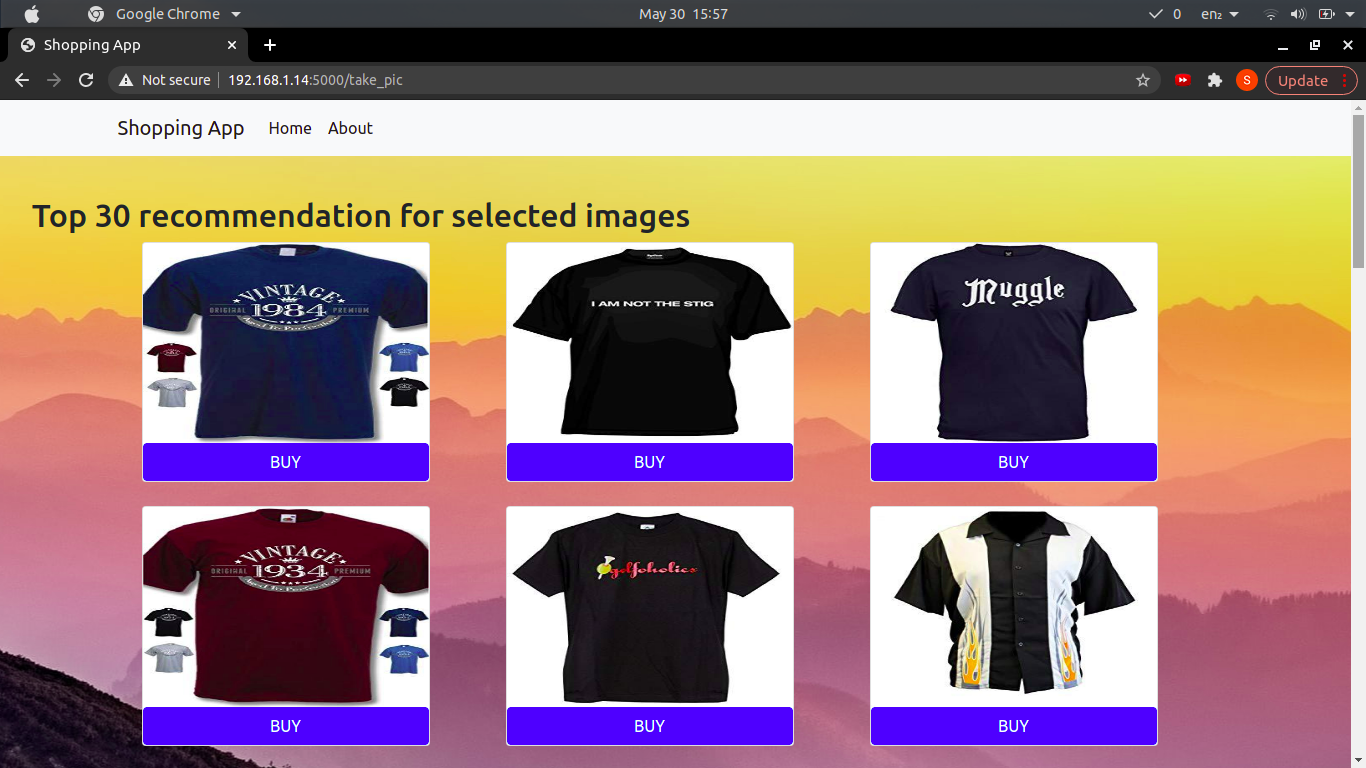 Google Chrome May 30 15:57 0 en₂
Shopping App
Not secure 192.168.1.14:5000/take_pic S Update
Shopping App Home About
Top 30 recommendation for selected images
VINTAGE
ORIGINAL 1984 PREMIUM
Aged To Perfection
I AM NOT THE STIG
Muggle
BUY BUY BUY
VINTAGE
ORIGINAL 1934 PREMIUM
Aged To Perfection
golfoholics
BUY BUY BUY